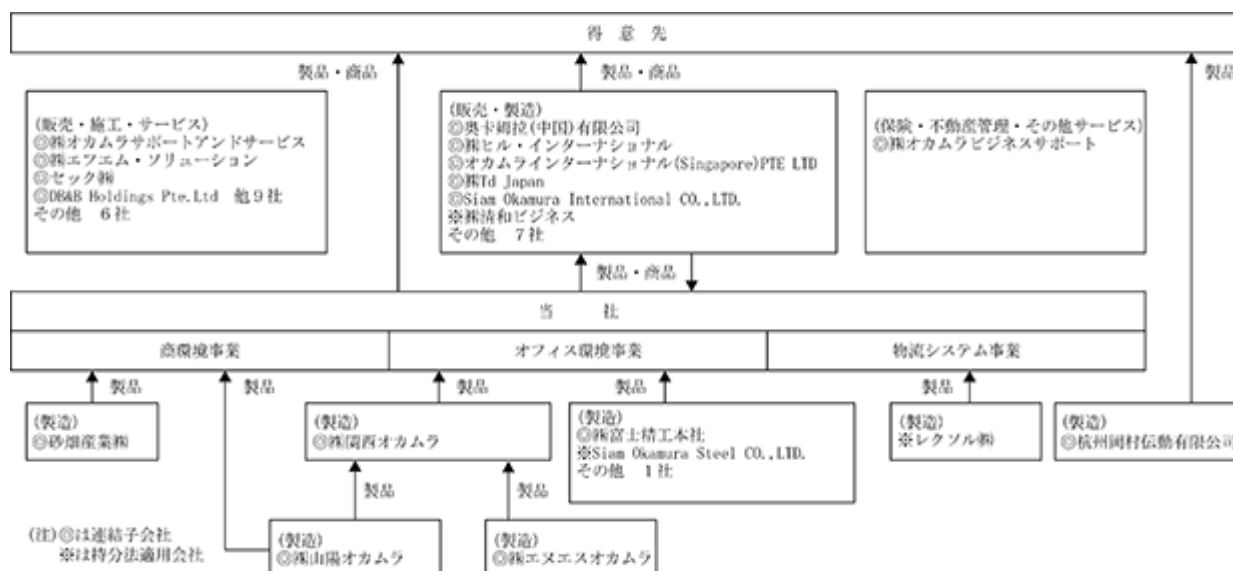 得意先
製品・商品
製品・商品
製品
(販売・施工・サービス)
◎㈱オカムラサポートアンドサービス
◎㈱エフエム・ソリューション
◎セック㈱
◎DB&B Holdings Pte.Ltd 他9社
その他 6社
(販売・製造)
◎奥卡姆拉(中国)有限公司
◎㈱ヒル・インターナショナル
◎オカムラインターナショナル(Singapore)PTE LTD
◎㈱Td Japan
◎Siam Okamura International CO.,LTD.
※㈱清和ビジネス
その他 7社
(保険・不動産管理・その他サービス)
◎㈱オカムラビジネスサポート
製品・商品
当社
商環境事業
オフィス環境事業
物流システム事業
製品
製品
製品
製品
製品
(製造)
◎砂畑産業㈱
(製造)
◎㈱関西オカムラ
(製造)
◎㈱富士精工本社
※Siam Okamura Steel CO.,LTD.
その他 1社
(製造)
※レクソル㈱
(製造)
◎杭州岡村伝動有限公司
製品
製品
(製造)
◎㈱山陽オカムラ
(製造)
◎㈱エヌエスオカムラ
(注)◎は連結子会社
※は持分法適用会社